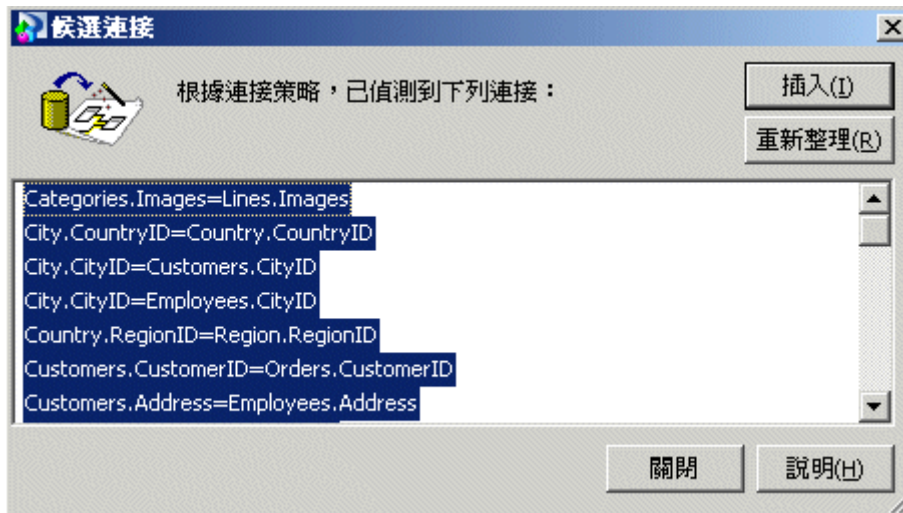 候選連接
根據連接策略，已偵測到下列連接：
插入(I)
重新整理(R)
Categories.Images=Lines.Images
City.CountryID=Country.CountryID
City.CityID=Customers.CityID
City.CityID=Employees.CityID
Country.RegionID=Region.RegionID
Customers.CustomerID=Orders.CustomerID
Customers.Address=Employees.Address
關閉
說明(H)